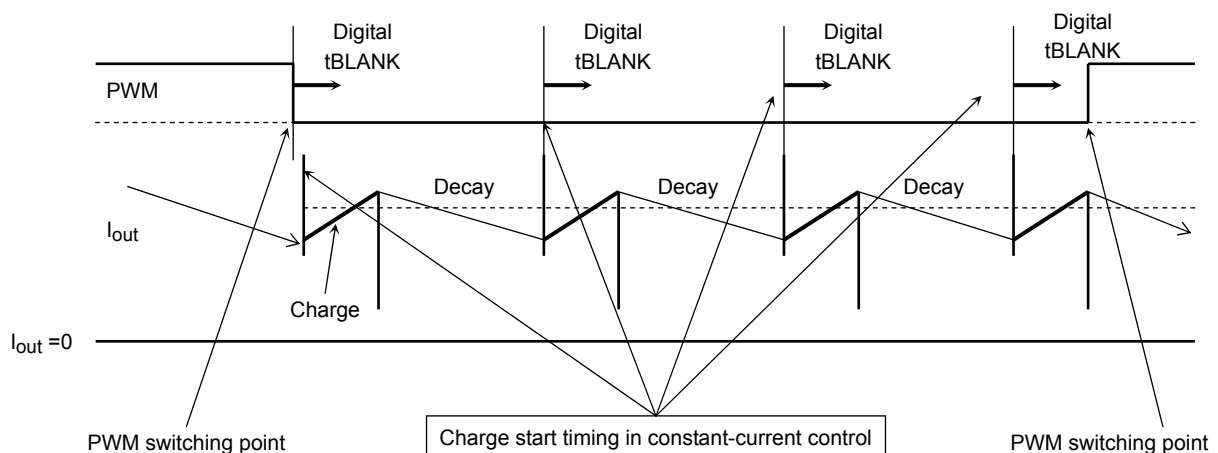 Digital
tBLANK
Digital
tBLANK
Digital
tBLANK
Digital
tBLANK
PWM
Decay
Decay
Decay
Iout
Charge
Iout =0
PWM switching point
Charge start timing in constant-current control
PWM switching point